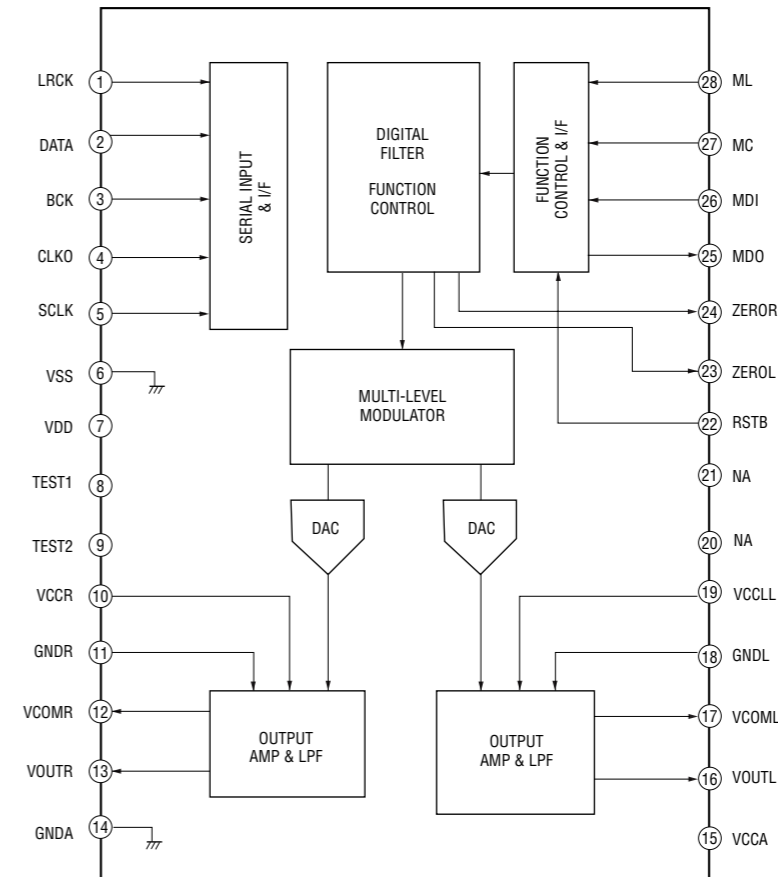 LRCK 1
DATA 2
BCK 3
CLKO 4
SCLK 5
VSS 6
VDD 7
TEST1 8
TEST2 9
VCCR 10
GNDR 11
VCOMR 12
VOUTR 13
GNDA 14
SERIAL INPUT
& I/F
DIGITAL
FILTER
FUNCTION
CONTROL
FUNCTION
CONTROL & I/F
MULTI-LEVEL
MODULATOR
DAC
DAC
OUTPUT
AMP & LPF
OUTPUT
AMP & LPF
28 ML
27 MC
26 MDI
25 MDO
24 ZEROR
23 ZEROL
22 RSTB
21 NA
20 NA
19 VCCLL
18 GNDL
17 VCOML
16 VOUTL
15 VCCA